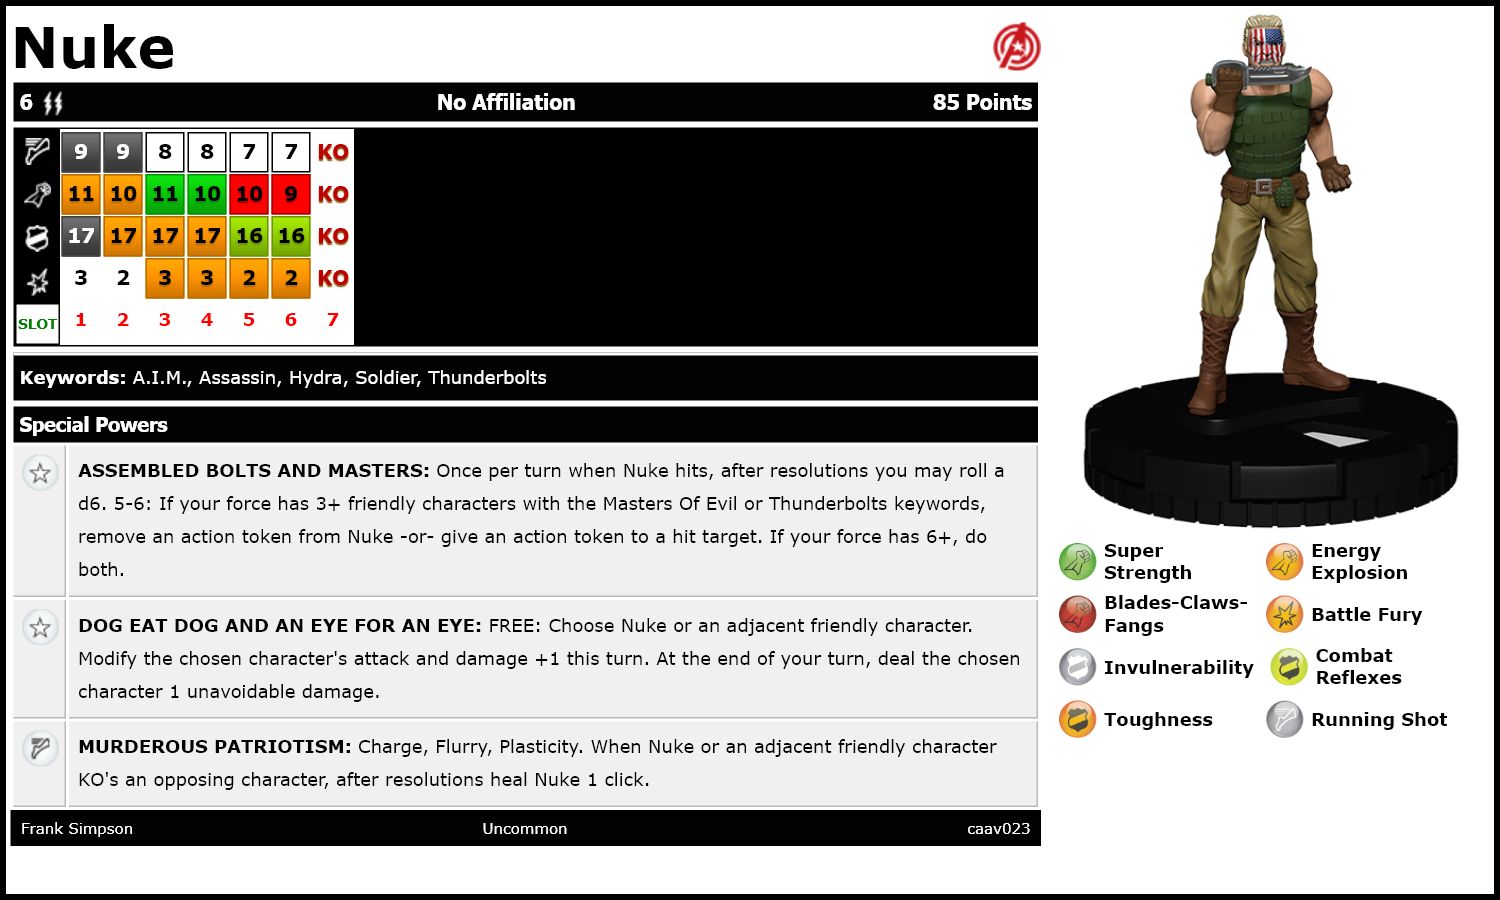 Nuke
6 No Affiliation 85 Points
9 9 8 8 7 7 KO
11 10 11 10 10 9 KO
17 17 17 17 16 16 KO
3 2 3 3 2 2 KO
SLOT 1 2 3 4 5 6 7
Keywords: A.I.M., Assassin, Hydra, Soldier, Thunderbolts
Special Powers
ASSEMBLED BOLTS AND MASTERS: Once per turn when Nuke hits, after resolutions you may roll a
d6. 5-6: If your force has 3+ friendly characters with the Masters Of Evil or Thunderbolts keywords,
remove an action token from Nuke -or- give an action token to a hit target. If your force has 6+, do
both.
DOG EAT DOG AND AN EYE FOR AN EYE: FREE: Choose Nuke or an adjacent friendly character.
Modify the chosen character's attack and damage +1 this turn. At the end of your turn, deal the chosen
character 1 unavoidable damage.
MURDEROUS PATRIOTISM: Charge, Flurry, Plasticity. When Nuke or an adjacent friendly character
KO's an opposing character, after resolutions heal Nuke 1 click.
Frank Simpson Uncommon caav023
Super
Strength
Energy
Explosion
Blades-Claws-
Fangs
Battle Fury
Invulnerability
Combat
Reflexes
Toughness
Running Shot